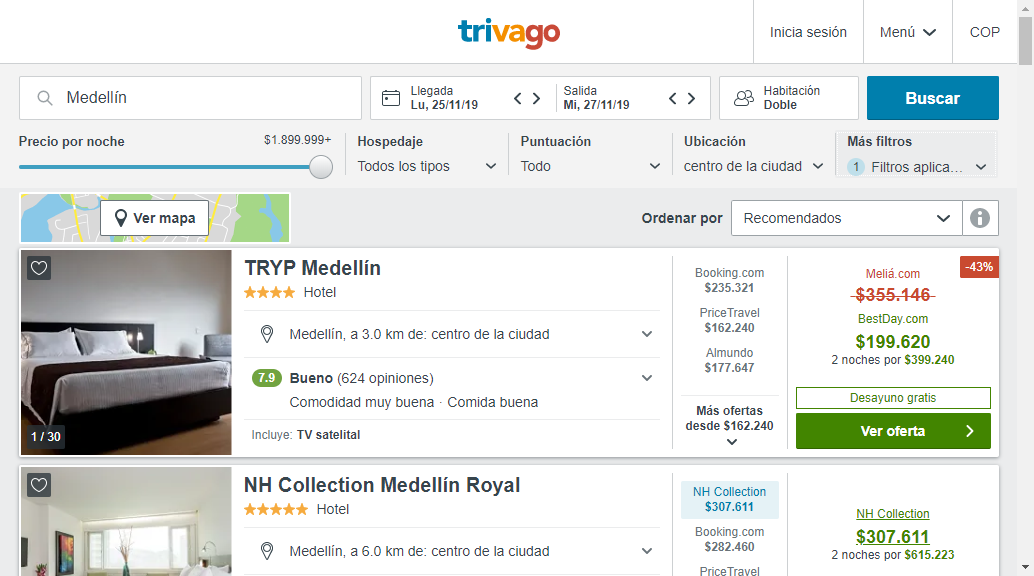 trivago
Inicia sesión
Menú
COP
Medellín
Llegada
Lu, 25/11/19
Salida
Mi, 27/11/19
Habitación
Doble
Buscar
Precio por noche
$1.899.999+
Hospedaje
Todos los tipos
Puntuación
Todo
Ubicación
centro de la ciudad
Más filtros
1 Filtros aplica...
Ver mapa
Ordenar por
Recomendados
TRYP Medellín
Hotel
Medellín, a 3.0 km de: centro de la ciudad
7.9 Bueno (624 opiniones)
Comodidad muy buena · Comida buena
Incluye: TV satelital
1 / 30
Booking.com
$235.321
PriceTravel
$162.240
Almundo
$177.647
Más ofertas
desde $162.240
-43%
Meliá.com
$355.146
BestDay.com
$199.620
2 noches por $399.240
Desayuno gratis
Ver oferta
NH Collection Medellín Royal
Hotel
Medellín, a 6.0 km de: centro de la ciudad
NH Collection
$307.611
Booking.com
$282.460
PriceTravel
NH Collection
$307.611
2 noches por $615.223